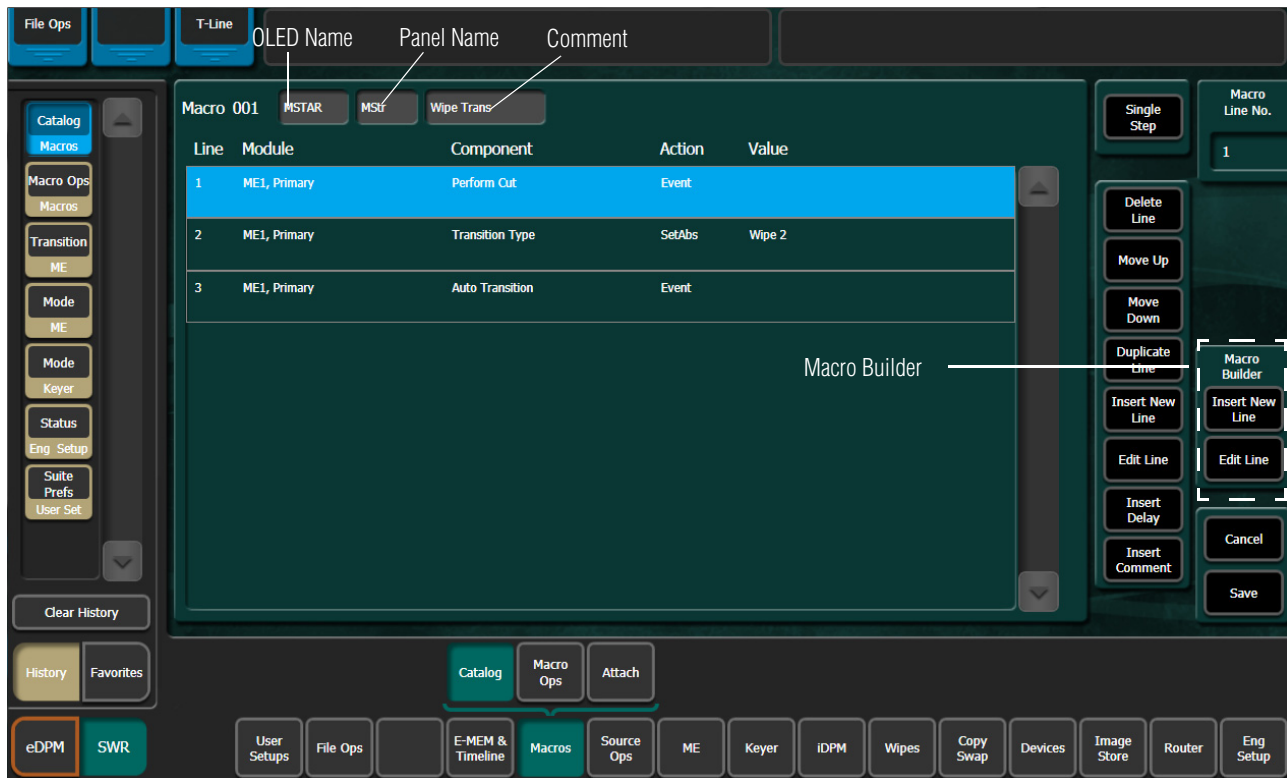 File Ops
T-Line
OLED Name
Panel Name
Comment
Catalog
Macros
Macro Ops
Macros
Transition
ME
Mode
ME
Mode
Keyer
Status
Eng Setup
Suite
Prefs
User Set
Clear History
History
Favorites
Macro 001
MSTAR
MStr
Wipe Trans
Line Module Component Action Value
1 ME1, Primary Perform Cut Event
2 ME1, Primary Transition Type SetAbs Wipe 2
3 ME1, Primary Auto Transition Event
Macro Builder
Single
Step
Macro
Line No.
1
Delete
Line
Move Up
Move
Down
Duplicate
Line
Insert New
Line
Edit Line
Insert
Delay
Insert
Comment
Macro
Builder
Insert New
Line
Edit Line
Cancel
Save
Catalog
Macro
Ops
Attach
eDPM
SWR
User
Setups
File Ops
E-MEM &
Timeline
Macros
Source
Ops
ME
Keyer
iDPM
Wipes
Copy
Swap
Devices
Image
Store
Router
Eng
Setup